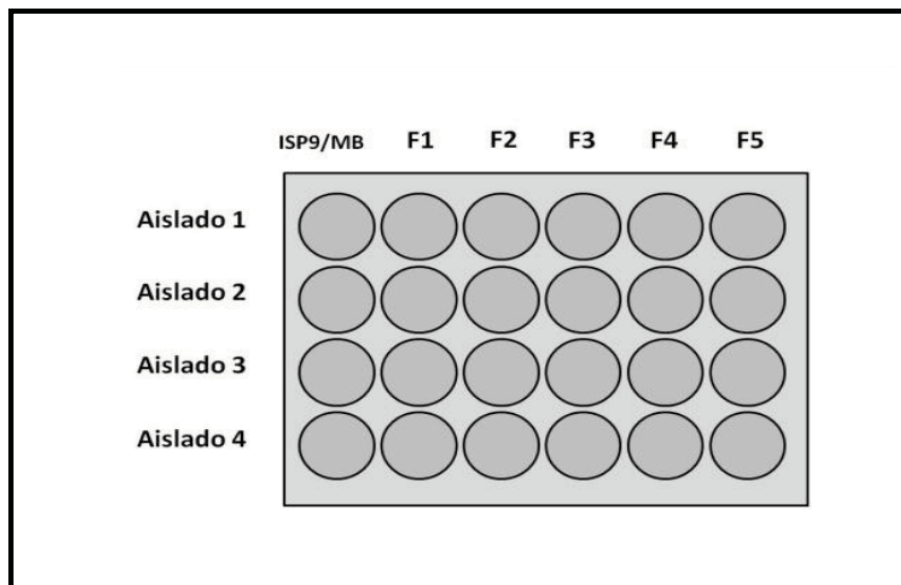 ISP9/MB F1 F2 F3 F4 F5
Aislado 1
Aislado 2
Aislado 3
Aislado 4